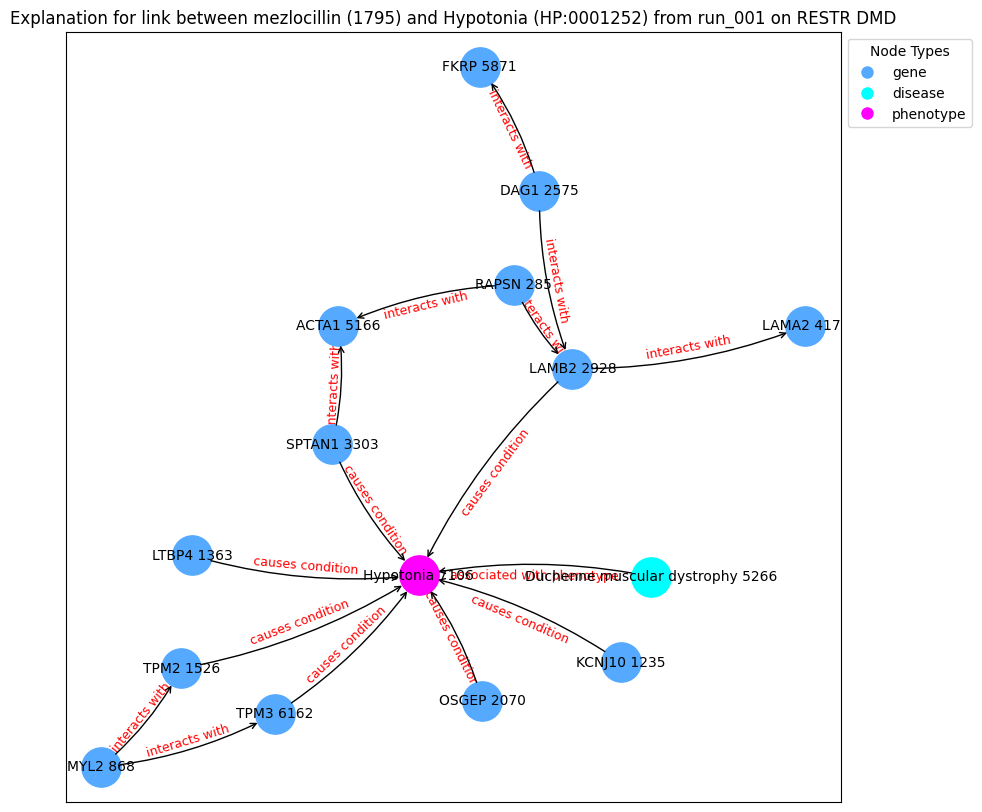 Explanation for link between mezlocillin (1795) and Hypotonia (HP:0001252) from run_001 on RESTR DMD
Node Types
gene
disease
phenotype
FKRP 5871
interacts with
DAG1 2575
interacts with
RAPSN 285
interacts with
ACTA1 5166
LAMA2 417
interacts with
LAMB2 2928
interacts with
SPTAN1 3303
causes condition
causes condition
LTBP4 1363
causes condition
Hypotonia
associated with phenotype
Duchenne muscular dystrophy 5266
causes condition
causes condition
causes condition
causes condition
KCNJ10 1235
TPM2 1526
OSGEP 2070
TPM3 6162
interacts with
interacts with
MYL2 868